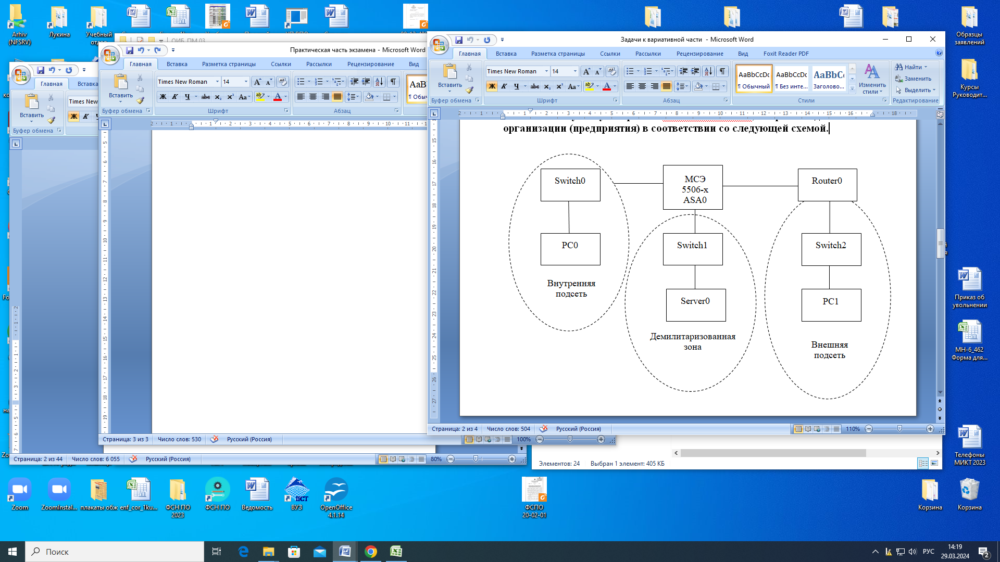 Arhiv
(NFSRV)
Лукина
Учебный
отдел
ОИБ_ПМ.03
Образцы
заявлений
Курсы
Руководит...
Приказ об
увольнении
МН-6_462
Форма для...
Телефоны
МИКТ 2023
Корзина
Корзина
Главная
Вставка
Вставить
Буфер обмена
Times New
Ж К
Страница: 2 из 44
Число слов: 6 055
Русский (Россия)
80%
Практическая часть экзамена - Microsoft Word
Главная
Вставка
Разметка страницы
Ссылки
Рассылки
Рецензирование
Вид
Вставить
Times New Roman
14
Ж К Ч abc x₂ x² Aa
Буфер обмена
Шрифт
Абзац
Страница: 3 из 3
Число слов: 530
Русский (Россия)
100%
Задачи к вариативной части - Microsoft Word
Главная
Вставка
Разметка страницы
Ссылки
Рассылки
Рецензирование
Вид
Foxit Reader PDF
Вставить
Times New Roman
14
Ж К Ч abc x₂ x² Aa
AaBbCcDc
AaBbCcDc
AaBbC
¶ Обычный
¶ Без инте...
Заголово...
Изменить
стили
Найти
Заменить
Выделить
Буфер обмена
Шрифт
Абзац
Стили
Редактирование
организации (предприятия) в соответствии со следующей схемой.
Switch0
МСЭ
5506-x
ASA0
Router0
PC0
Switch1
Switch2
Внутренняя
подсеть
Server0
PC1
Демилитаризованная
зона
Внешняя
подсеть
Страница: 2 из 4
Число слов: 504
Русский (Россия)
110%
Элементов: 24
Выбран 1 элемент: 405 КБ
Zoom
ZoomInstal...
плакаты обж
enf_cor_1ku...
ФСН ПО
2023
ФСН ПО
Ведомость
ВУЗ
OpenOffice
4.1.14
ФСПО
20-02-01
Поиск
РУС
14:19
29.03.2024
2